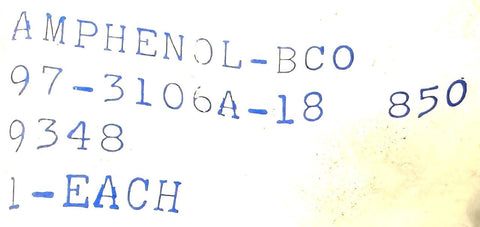 AMPHENOL-BCO
97-3106A-18 850
9348
1-EACH